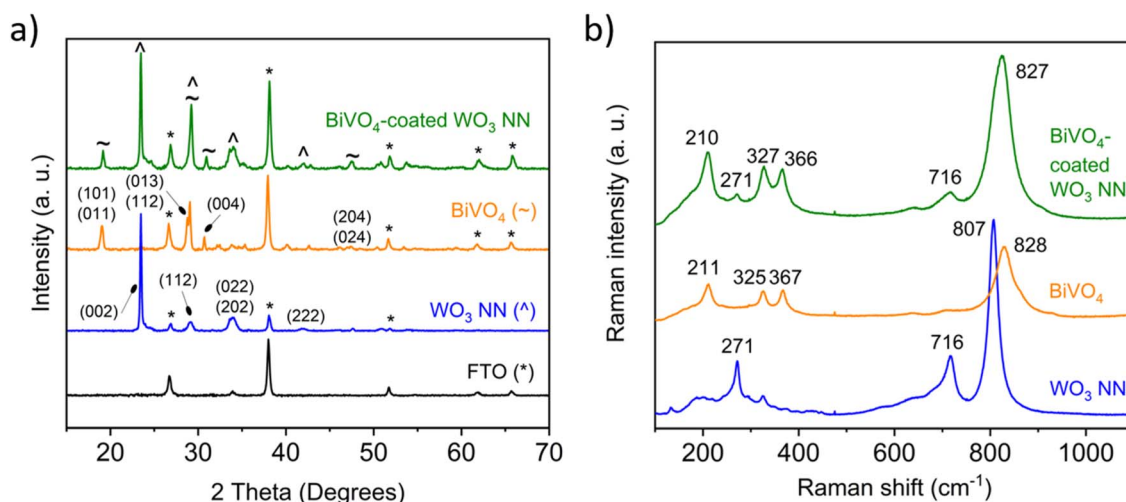 a)
^
^
~
*
BiVO₄-coated WO₃ NN
~
*
~
^
^
~
*
*
*
(101)
(011)
(013)
(112)
*
(004)
BiVO₄ (~)
(204)
(024)
*
*
*
(002)
(112)
*
(022)
(202)
*
WO₃ NN (^)
(222)
*
FTO (*)
Intensity (a. u.)
20 30 40 50 60 70
2 Theta (Degrees)
b)
827
210
271
327
366
716
BiVO₄-
coated
WO₃ NN
807
828
211
325
367
BiVO₄
271
716
WO₃ NN
Raman intensity (a. u.)
200 400 600 800 1000
Raman shift (cm⁻¹)